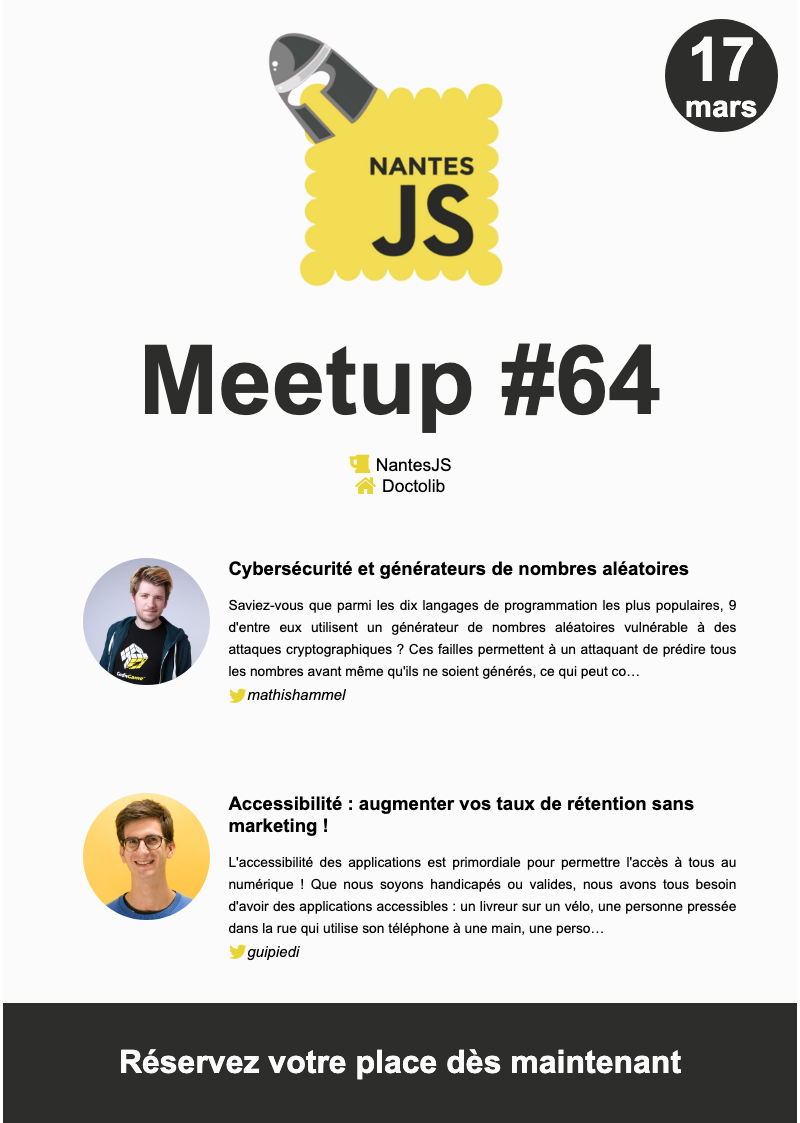 17
mars
NANTES
JS
Meetup #64
NantesJS
Doctolib
Cybersécurité et générateurs de nombres aléatoires
Saviez-vous que parmi les dix langages de programmation les plus populaires, 9
d'entre eux utilisent un générateur de nombres aléatoires vulnérable à des
attaques cryptographiques ? Ces failles permettent à un attaquant de prédire tous
les nombres avant même qu'ils ne soient générés, ce qui peut co…
mathishammel
CodinGame
Accessibilité : augmenter vos taux de rétention sans
marketing !
L'accessibilité des applications est primordiale pour permettre l'accès à tous au
numérique ! Que nous soyons handicapés ou valides, nous avons tous besoin
d'avoir des applications accessibles : un livreur sur un vélo, une personne pressée
dans la rue qui utilise son téléphone à une main, une perso…
guipiedi
Réservez votre place dès maintenant